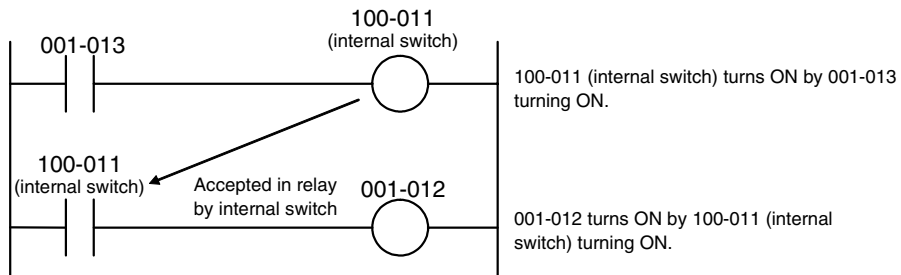 100-011
(internal switch)
001-013
100-011 (internal switch) turns ON by 001-013
turning ON.
100-011
(internal switch)
Accepted in relay
by internal switch
001-012
001-012 turns ON by 100-011 (internal
switch) turning ON.